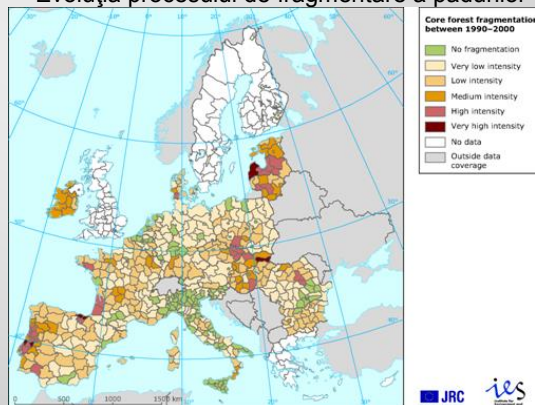 Evoluţia procesului de fragmentare a pădurilor
Core forest fragmentation
between 1990–2000
No fragmentation
Very low intensity
Low intensity
Medium intensity
High intensity
Very high intensity
No data
Outside data
coverage
0 500 1000 1500 km
JRC
ies